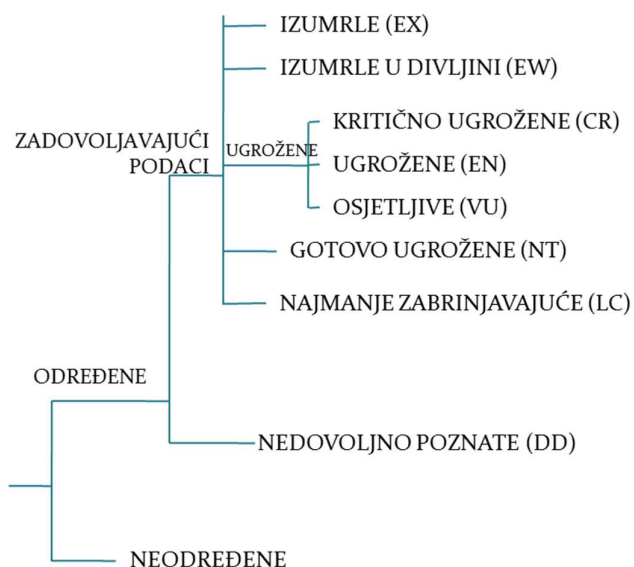 IZUMRLE (EX)
IZUMRLE U DIVLJINI (EW)
KRITIČNO UGROŽENE (CR)
ZADOVOLJAVAJUĆI
PODACI
UGROŽENE
UGROŽENE (EN)
OSJETLJIVE (VU)
GOTOVO UGROŽENE (NT)
NAJMANJE ZABRINJAVAJUĆE (LC)
ODREĐENE
NEDOVOLJNO POZNATE (DD)
NEODREĐENE